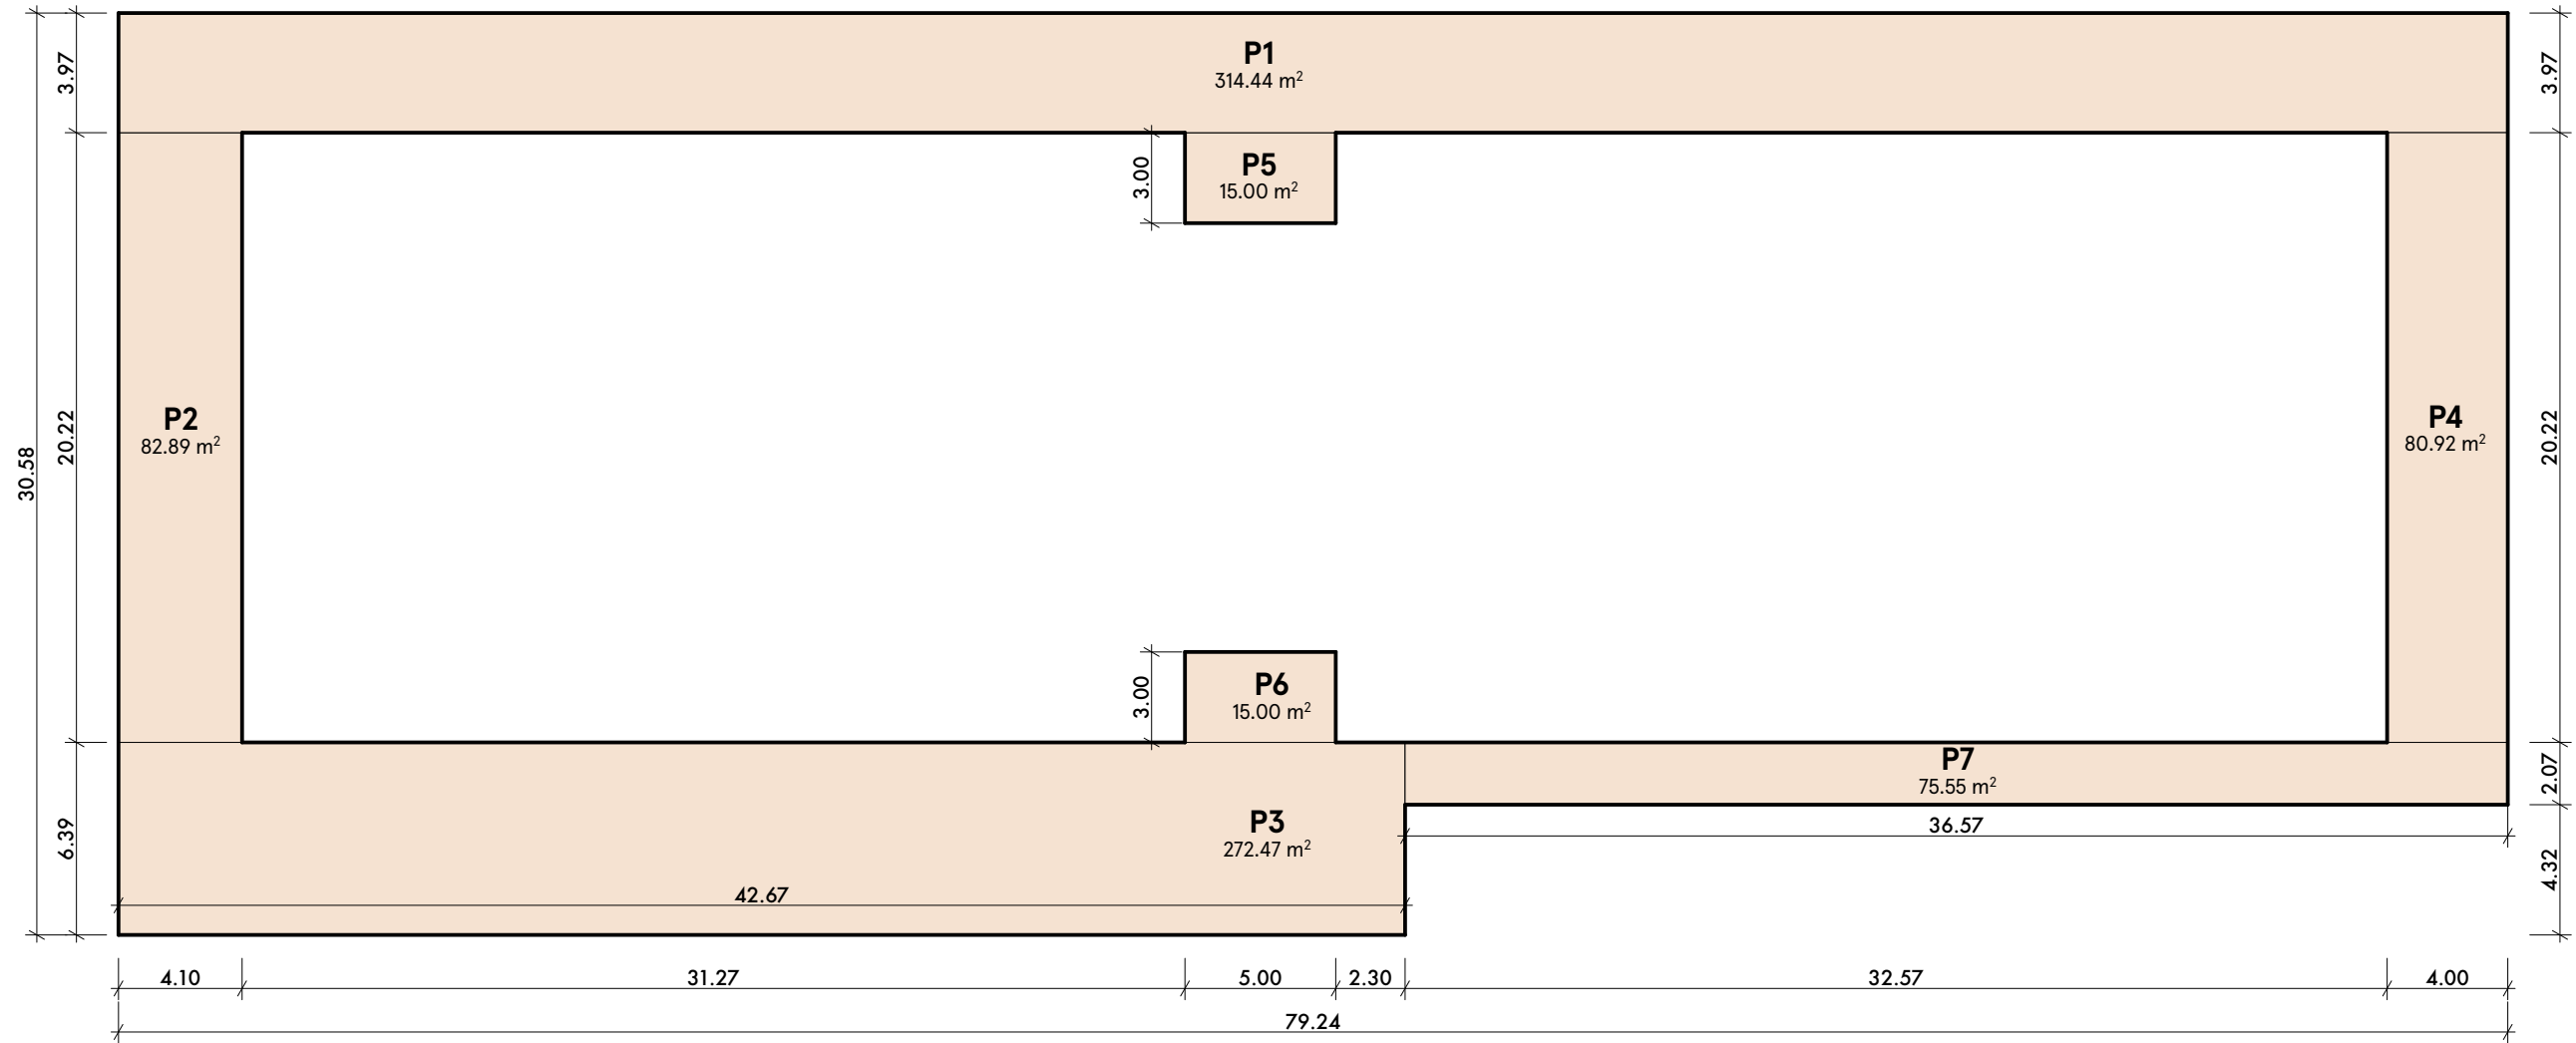 P1
314.44 m²
3.97
3.97
3.00
P5
15.00 m²
30.58
20.22
P2
82.89 m²
P4
80.92 m²
20.22
3.00
P6
15.00 m²
P7
75.55 m²
2.07
6.39
P3
272.47 m²
36.57
4.32
42.67
4.10
31.27
5.00
2.30
32.57
4.00
79.24